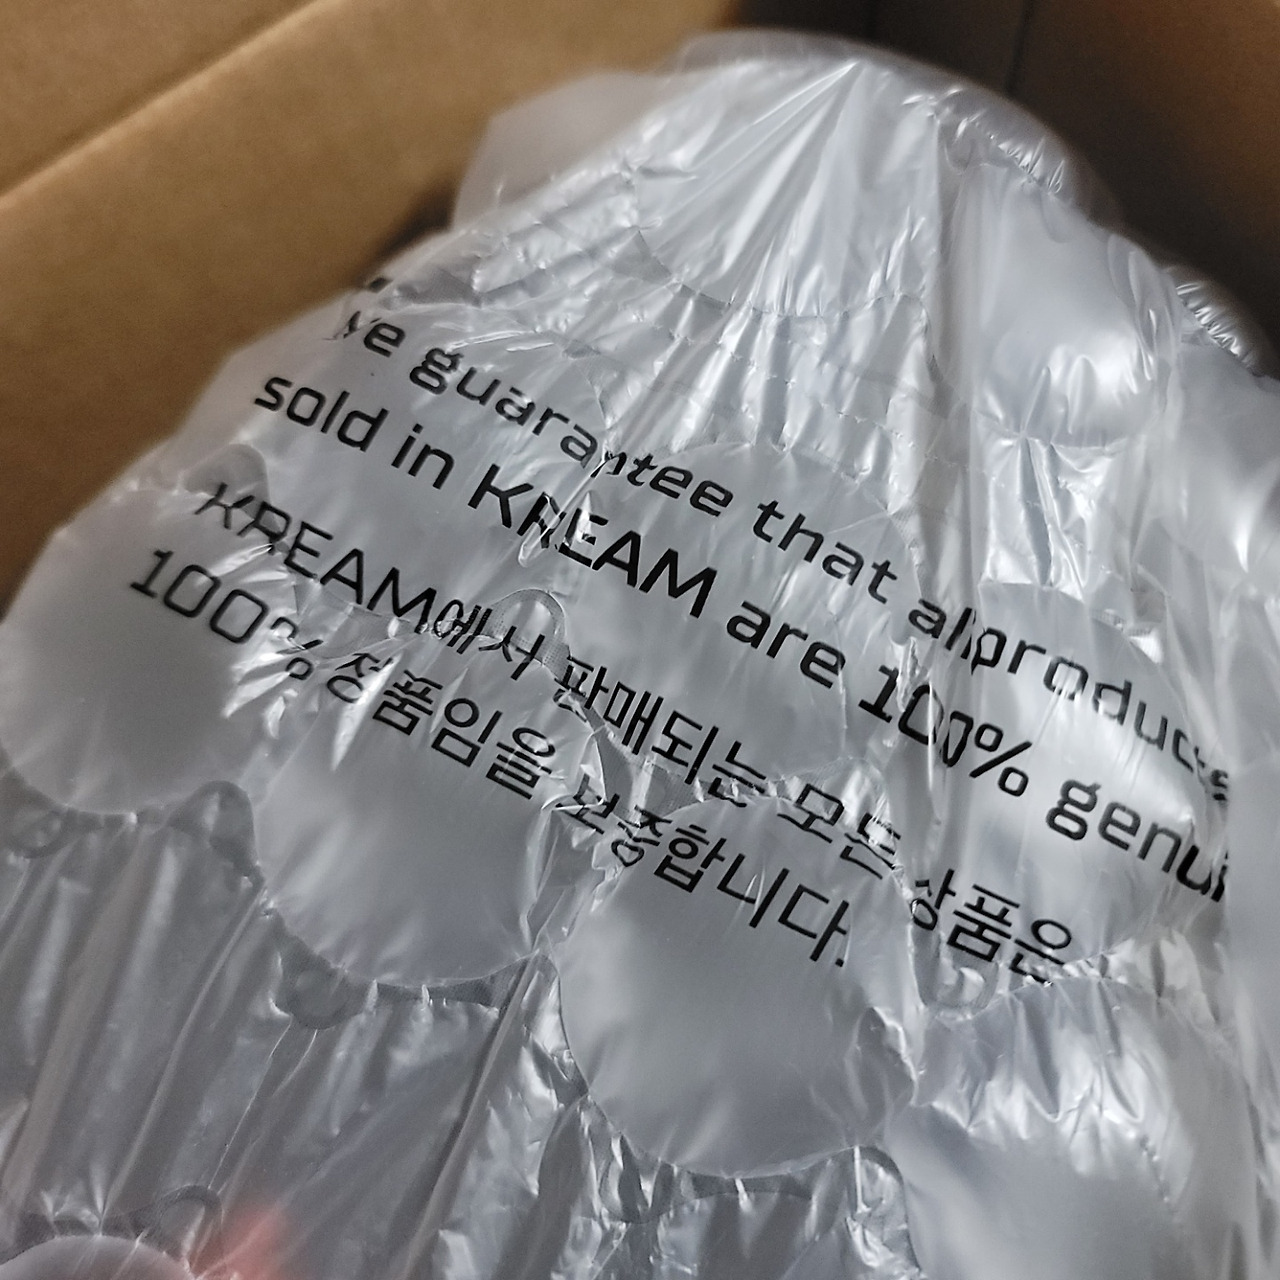 We guarantee that all products
sold in KREAM are 100% genui
KREAM에서 판매되는 모든 상품은
100% 정품임을 보증합니다.